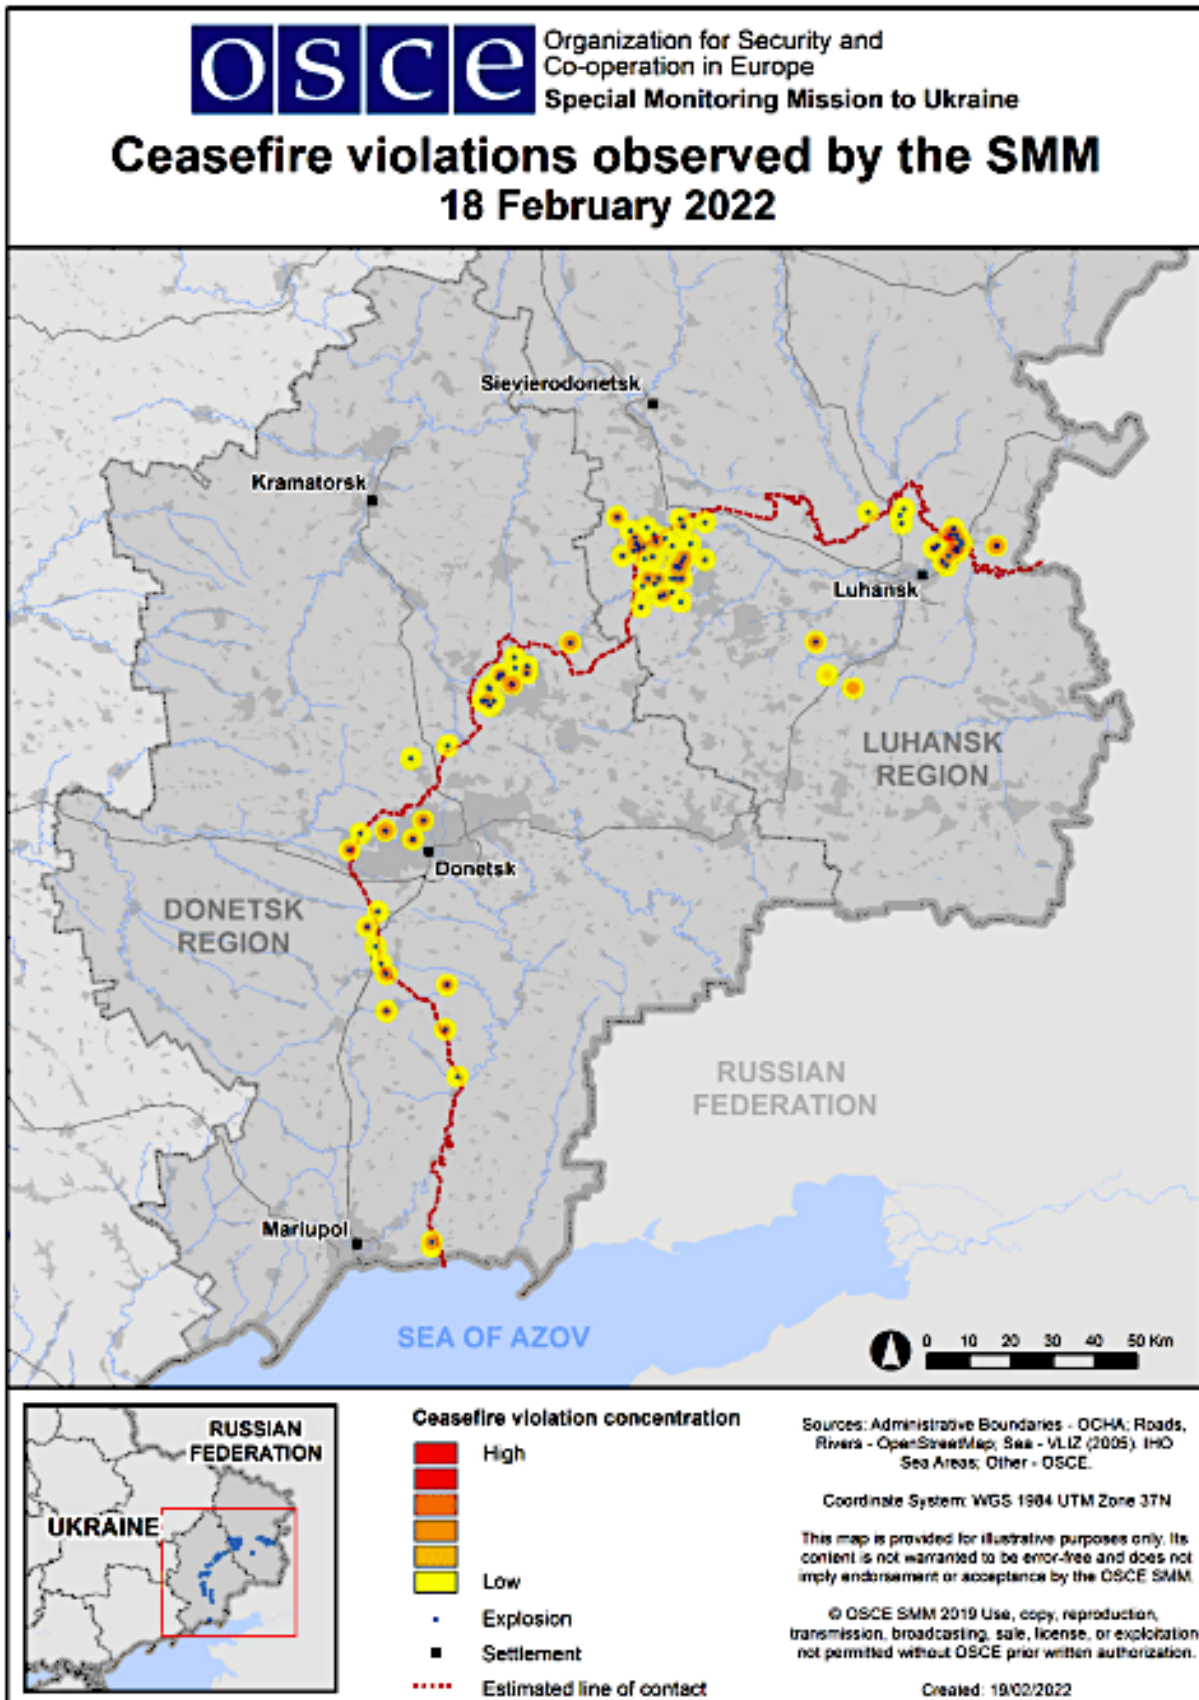 OSCE
Organization for Security and
Co-operation in Europe
Special Monitoring Mission to Ukraine
Ceasefire violations observed by the SMM
18 February 2022
Sievierodonetsk
Kramatorsk
Luhansk
LUHANSK
REGION
Donetsk
DONETSK
REGION
RUSSIAN
FEDERATION
Mariupol
SEA OF AZOV
0 10 20 30 40 50 Km
RUSSIAN
FEDERATION
UKRAINE
Ceasefire violation concentration
High
Low
Explosion
Settlement
Estimated line of contact
Sources: Administrative Boundaries - OCHA; Roads,
Rivers - OpenStreetMap; Sea - VLIZ (2005). IHO
Sea Areas; Other - OSCE.
Coordinate System: WGS 1984 UTM Zone 37N
This map is provided for illustrative purposes only. Its
content is not warranted to be error-free and does not
imply endorsement or acceptance by the OSCE SMM.
© OSCE SMM 2019 Use, copy, reproduction,
transmission, broadcasting, sale, license, or exploitation
not permitted without OSCE prior written authorization.
Created: 19/02/2022